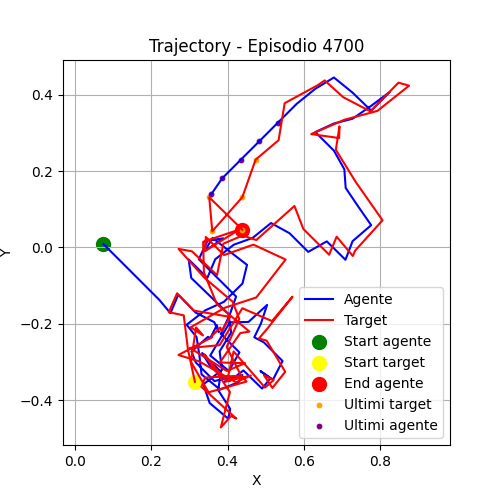 Trajectory - Episodio 4700
0.4
0.2
0.0
−0.2
−0.4
Y
0.0 0.2 0.4 0.6 0.8
X
Agente
Target
Start agente
Start target
End agente
Ultimi target
Ultimi agente